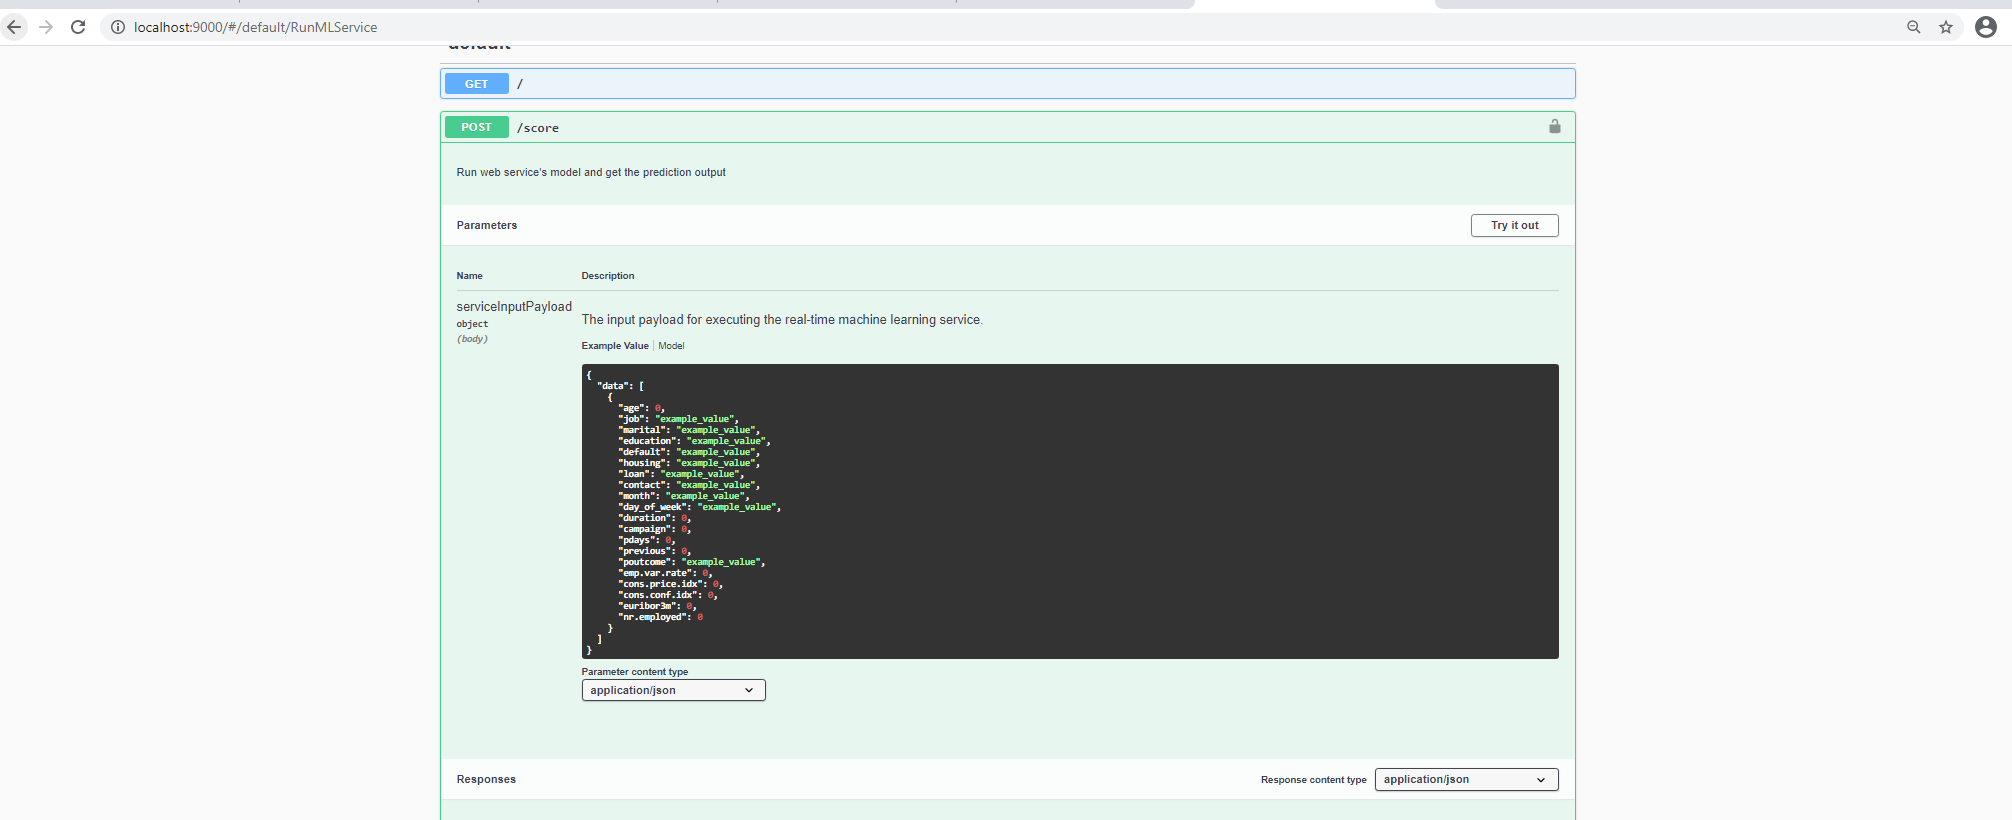 localhost:9000/#/default/RunMLService
default
GET /
POST /score
Run web service's model and get the prediction output
Parameters
Try it out
Name Description
serviceInputPayload
object
(body)
The input payload for executing the real-time machine learning service.
Example Value | Model
{
"data": [
{
"age": 0,
"job": "example_value",
"marital": "example_value",
"education": "example_value",
"default": "example_value",
"housing": "example_value",
"loan": "example_value",
"contact": "example_value",
"month": "example_value",
"day_of_week": "example_value",
"duration": 0,
"campaign": 0,
"pdays": 0,
"previous": 0,
"poutcome": "example_value",
"emp.var.rate": 0,
"cons.price.idx": 0,
"cons.conf.idx": 0,
"euribor3m": 0,
"nr.employed": 0
}
]
}
Parameter content type
application/json
Responses
Response content type application/json